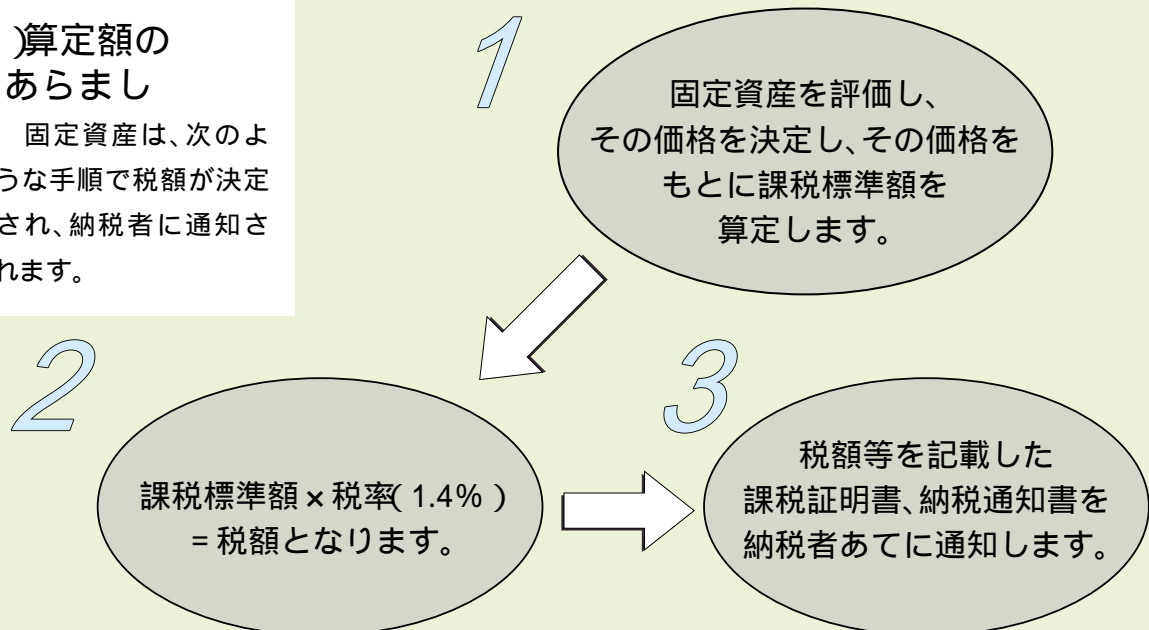 )算定額の
あらまし
固定資産は、次のよ
うな手順で税額が決定
され、納税者に通知さ
れます。
1
固定資産を評価し、
その価格を決定し、その価格を
もとに課税標準額を
算定します。
2
課税標準額×税率(1.4%)
=税額となります。
3
税額等を記載した
課税証明書、納税通知書を
納税者あてに通知します。